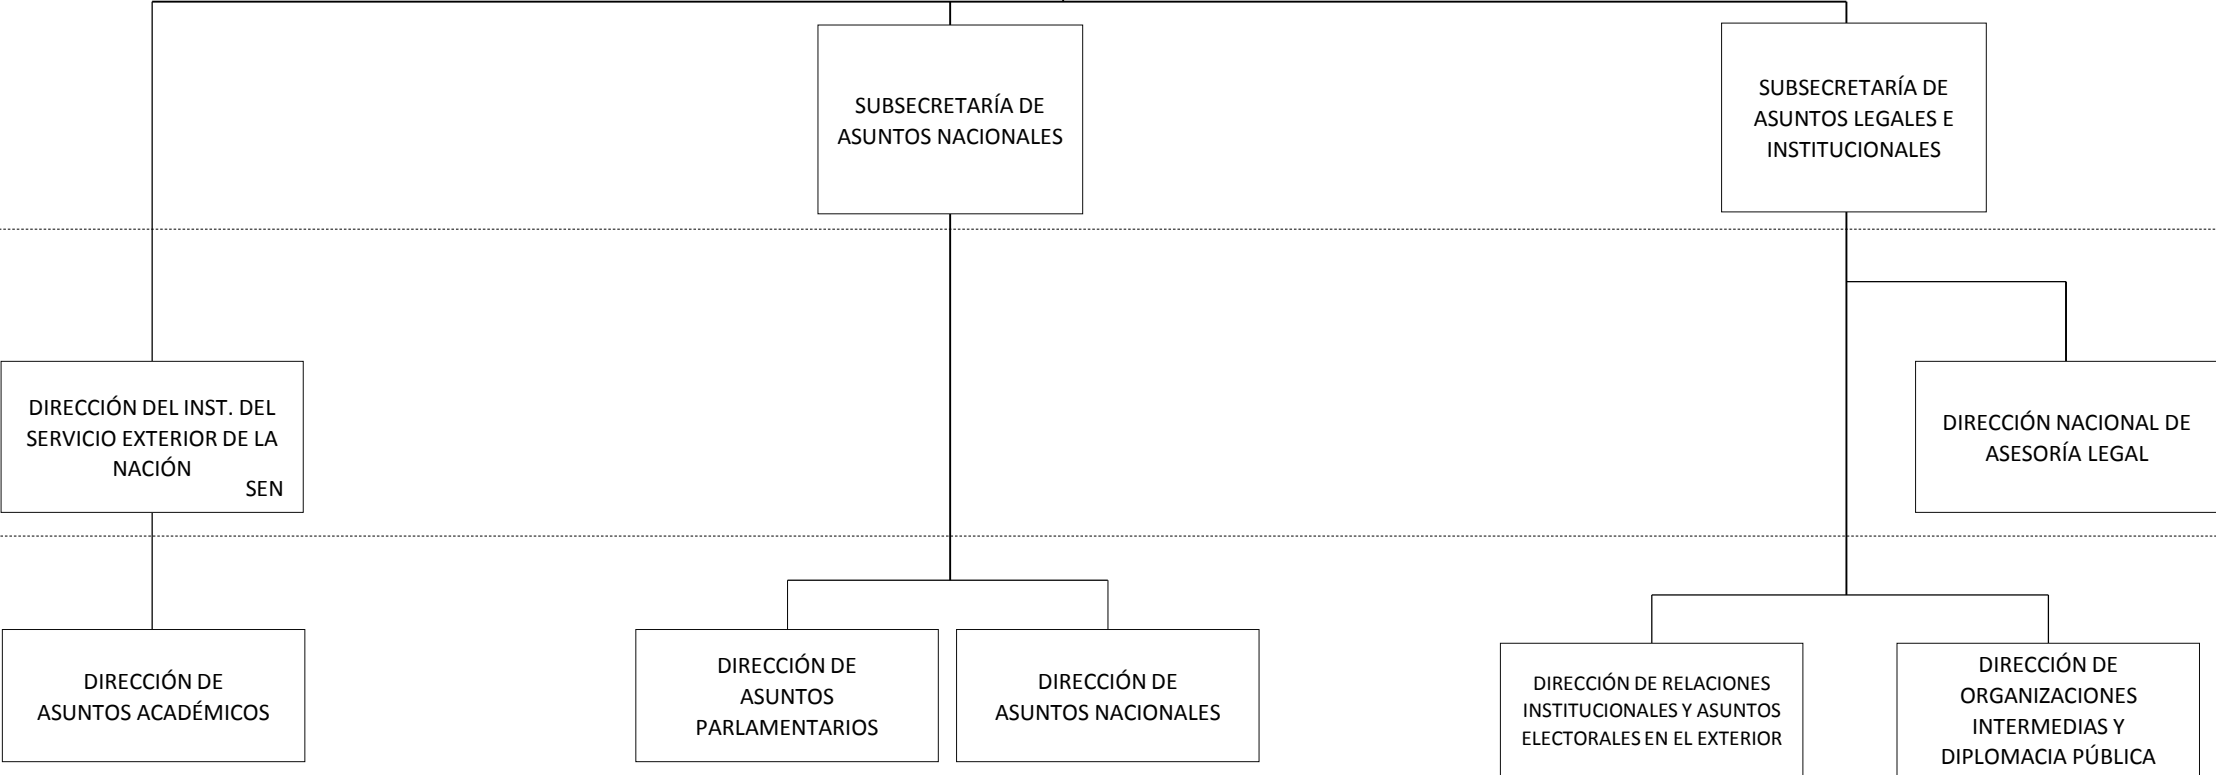 SUBSECRETARÍA DE
ASUNTOS NACIONALES
SUBSECRETARÍA DE
ASUNTOS LEGALES E
INSTITUCIONALES
DIRECCIÓN DEL INST. DEL
SERVICIO EXTERIOR DE LA
NACIÓN
SEN
DIRECCIÓN NACIONAL DE
ASESORÍA LEGAL
DIRECCIÓN DE
ASUNTOS ACADÉMICOS
DIRECCIÓN DE
ASUNTOS
PARLAMENTARIOS
DIRECCIÓN DE
ASUNTOS NACIONALES
DIRECCIÓN DE RELACIONES
INSTITUCIONALES Y ASUNTOS
ELECTORALES EN EL EXTERIOR
DIRECCIÓN DE
ORGANIZACIONES
INTERMEDIAS Y
DIPLOMACIA PÚBLICA